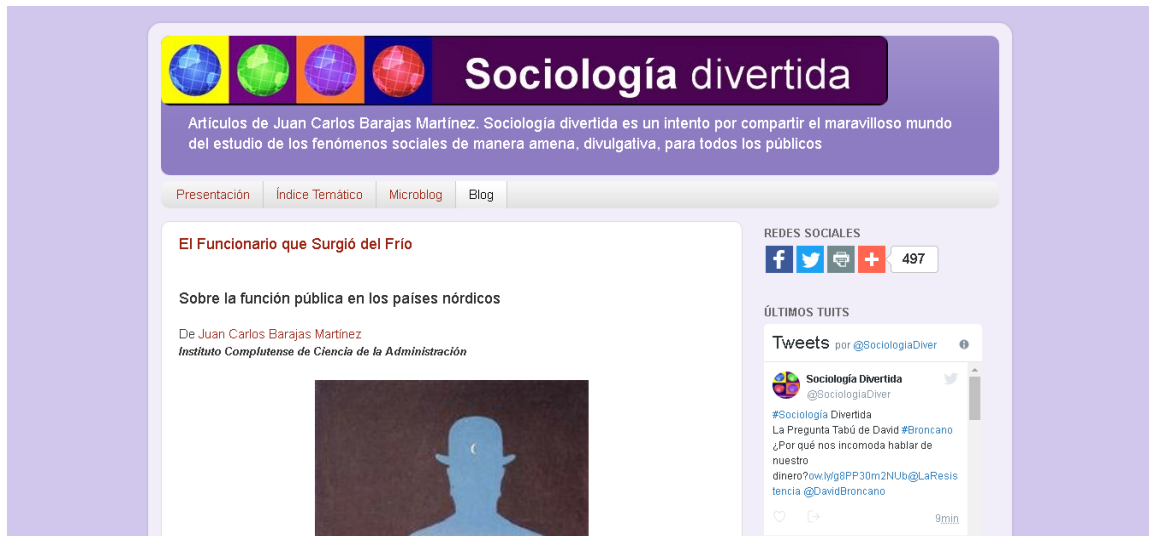 Sociología divertida
Artículos de Juan Carlos Barajas Martínez. Sociología divertida es un intento por compartir el maravilloso mundo
del estudio de los fenómenos sociales de manera amena, divulgativa, para todos los públicos
Presentación
Índice Temático
Microblog
Blog
El Funcionario que Surgió del Frío
Sobre la función pública en los países nórdicos
De Juan Carlos Barajas Martínez
Instituto Complutense de Ciencia de la Administración
REDES SOCIALES
497
ÚLTIMOS TUITS
Tweets por @SociologiaDiver
Sociología Divertida
@SociologiaDiver
#Sociología Divertida
La Pregunta Tabú de David #Broncano
¿Por qué nos incomoda hablar de
nuestro
dinero?ow.ly/g8PP30m2NUb@LaResis
tencia @DavidBroncano
9min